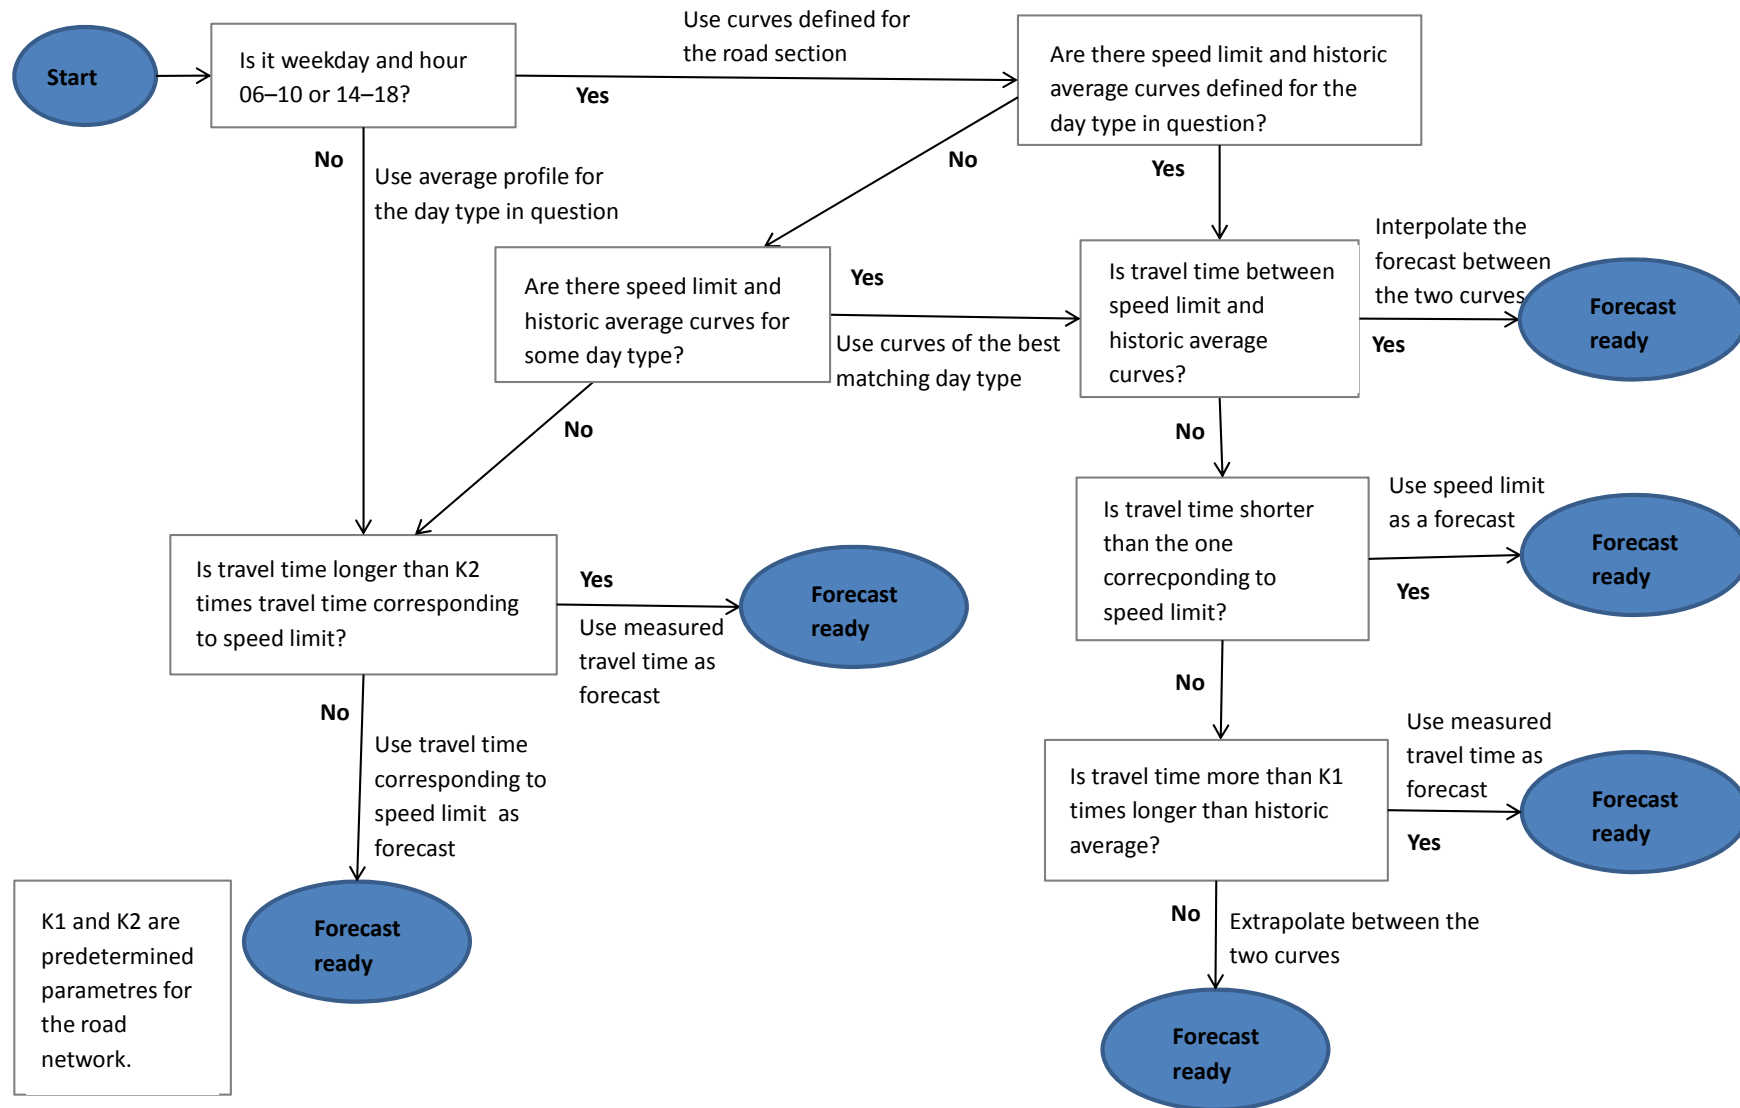 Start
Is it weekday and hour
06–10 or 14–18?
Use curves defined for
the road section
Yes
Are there speed limit and historic
average curves defined for the
day type in question?
No
Use average profile for
the day type in question
No
Yes
Are there speed limit and
historic average curves for
some day type?
Yes
Use curves of the best
matching day type
Is travel time between
speed limit and
historic average
curves?
Interpolate the
forecast between
the two curves
Yes
Forecast
ready
No
No
Is travel time shorter
than the one
correcponding to
speed limit?
Use speed limit
as a forecast
Yes
Forecast
ready
Is travel time longer than K2
times travel time corresponding
to speed limit?
Yes
Use measured
travel time as
forecast
Forecast
ready
No
No
Use travel time
corresponding to
speed limit  as
forecast
Is travel time more than K1
times longer than historic
average?
Use measured
travel time as
forecast
Yes
Forecast
ready
K1 and K2 are
predetermined
parametres for
the road
network.
Forecast
ready
No
Extrapolate between the
two curves
Forecast
ready